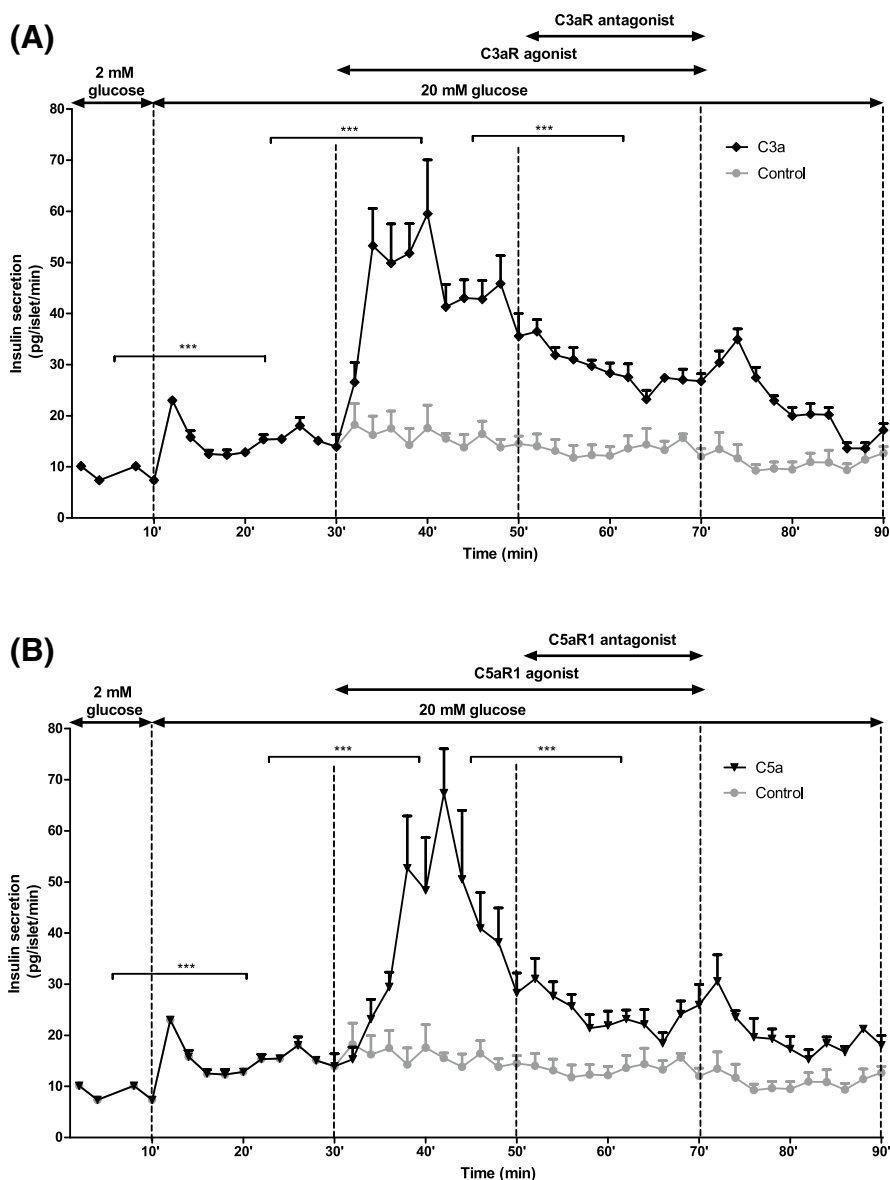 (A)
C3aR antagonist
C3aR agonist
2 mM
glucose
20 mM glucose
80
70
60
50
40
30
20
10
0
***
***
***
C3a
Control
Insulin secretion
(pg/islet/min)
10'
20'
30'
40'
50'
60'
70'
80'
90
Time (min)
(B)
C5aR1 antagonist
C5aR1 agonist
2 mM
glucose
20 mM glucose
80
70
60
50
40
30
20
10
0
***
***
***
C5a
Control
Insulin secretion
(pg/islet/min)
10'
20'
30'
40'
50'
60'
70'
80'
90'
Time (min)